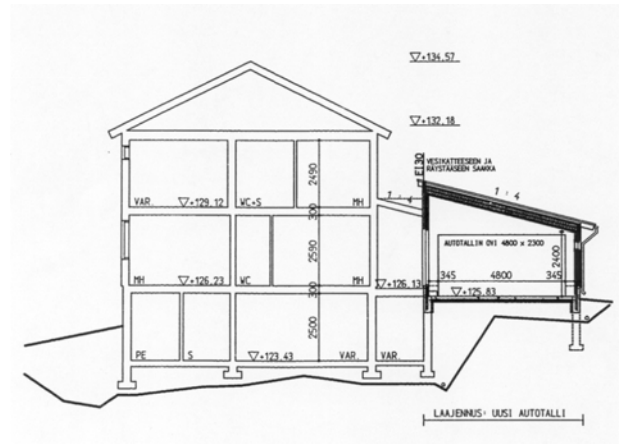 ▽+134,57
▽+132,18
EI30
VESIKATTEESEEN JA
RÄYSTÄÄSEEN SAAKKA
1 : 4
1 : 4
2490
VAR.
▽+129.12
WC+S
MH
300
AUTOTALLIN OVI 4800 x 2300
2590
2400
MH
▽+126,23
WC
MH
▽+126,13
345
4800
345
300
▽+125,83
2500
PE
S
▽+123.43
VAR.
VAR.
LAAJENNUS: UUSI AUTOTALLI